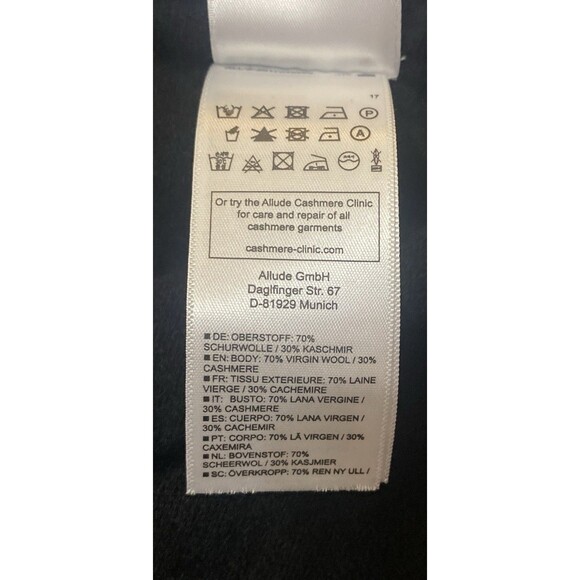 17
P
A
Or try the Allude Cashmere Clinic
for care and repair of all
cashmere garments
cashmere-clinic.com
Allude GmbH
Daglfinger Str. 67
D-81929 Munich
■ DE: OBERSTOFF: 70%
SCHURWOLLE / 30% KASCHMIR
■ EN: BODY: 70% VIRGIN WOOL / 30%
CASHMERE
■ FR: TISSU EXTERIEURE: 70% LAINE
VIERGE / 30% CACHEMIRE
■ IT: BUSTO: 70% LANA VERGINE /
30% CASHMERE
■ ES: CUERPO: 70% LANA VIRGEN /
30% CACHEMIR
■ PT: CORPO: 70% LÃ VIRGEN / 30%
CAXEMIRA
■ NL: BOVENSTOF: 70%
SCHEERWOL / 30% KASJMIER
■ SC: ÖVERKROPP: 70% REN NY ULL /